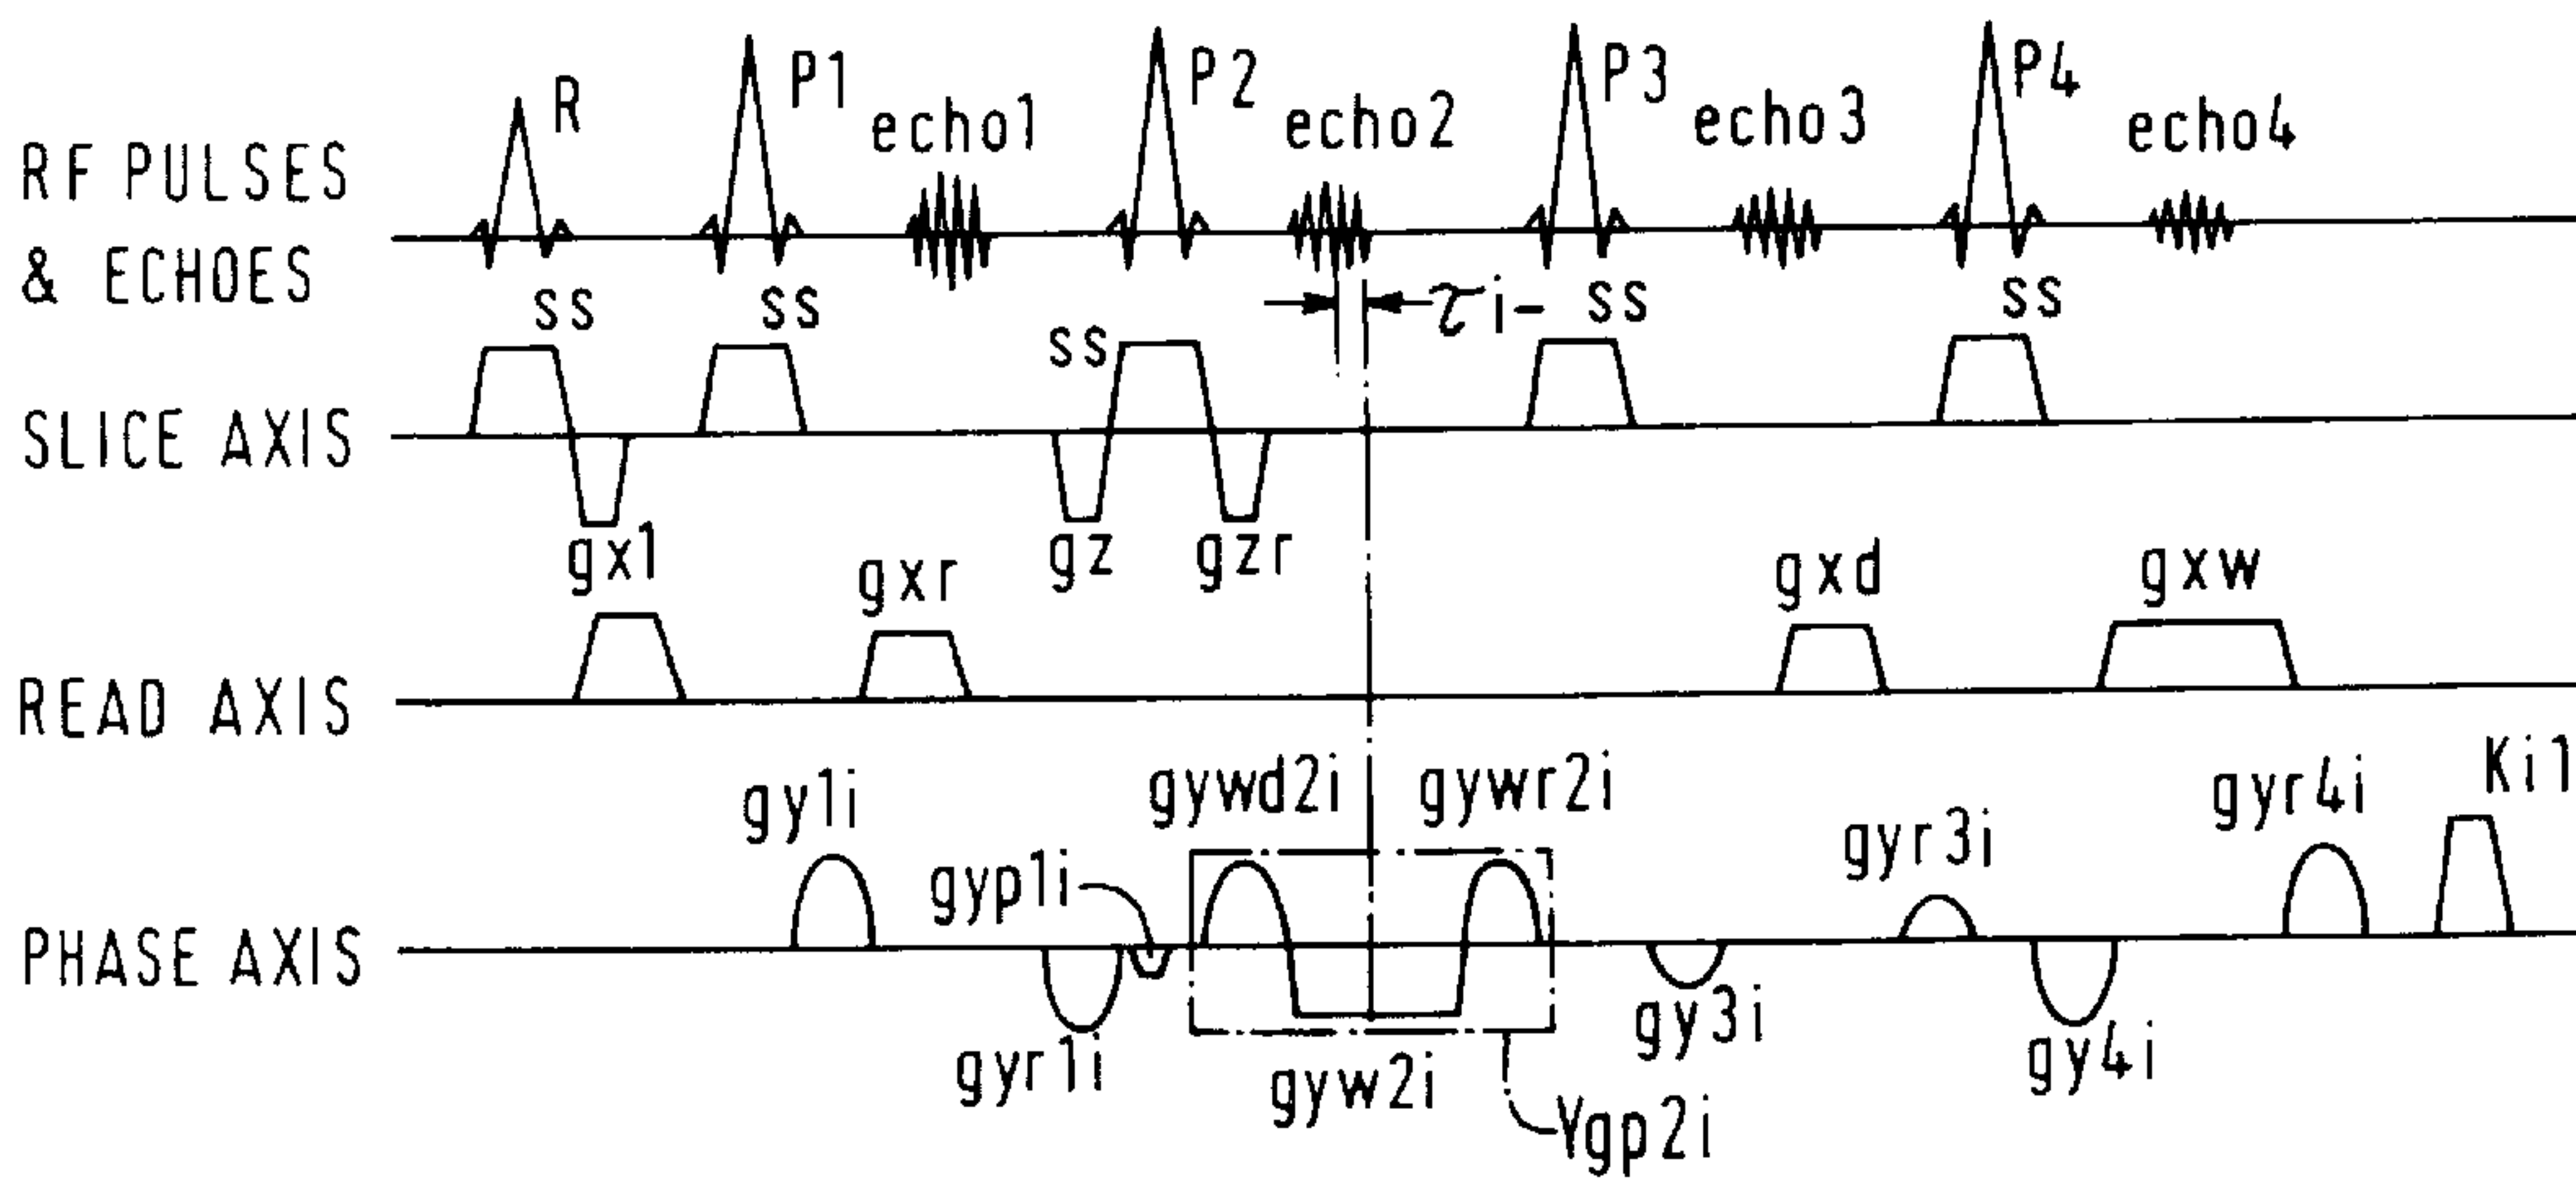 RF PULSES
& ECHOES
R
P1
echo1
P2
echo2
P3
echo3
P4
echo4
SLICE AXIS
ss
ss
ss
τi-
ss
ss
gz
gzr
READ AXIS
gx1
gxr
gxd
gxw
PHASE AXIS
gy1i
gyr1i
gyp1i
gywd2i
gywr2i
gyw2i
Ygp2i
gy3i
gyr3i
gy4i
gyr4i
Ki1